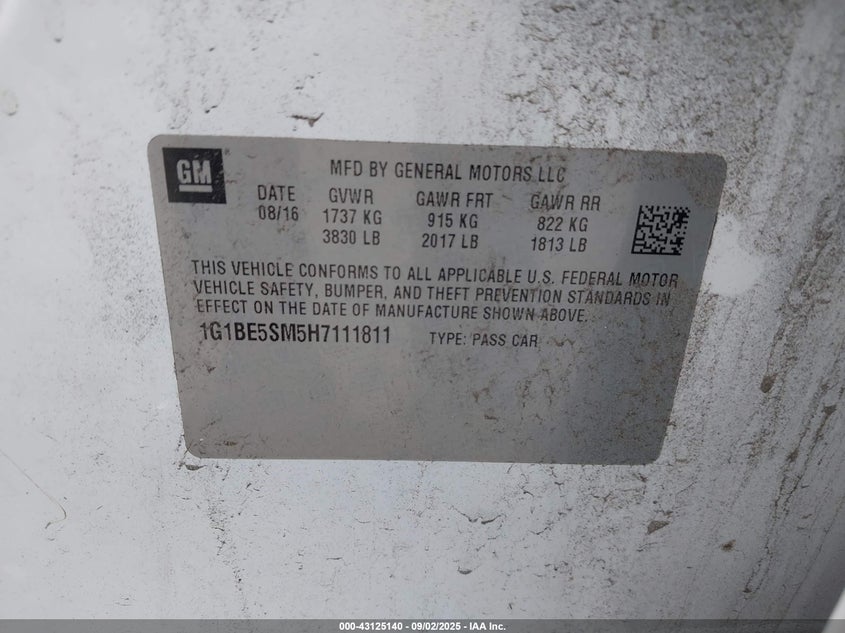 GM
MFD BY GENERAL MOTORS LLC
DATE GVWR GAWR FRT GAWR RR
08/16 1737 KG 915 KG 822 KG
3830 LB 2017 LB 1813 LB
THIS VEHICLE CONFORMS TO ALL APPLICABLE U.S. FEDERAL MOTOR
VEHICLE SAFETY, BUMPER, AND THEFT PREVENTION STANDARDS IN
EFFECT ON THE DATE OF MANUFACTURE SHOWN ABOVE.
1G1BE5SM5H7111811 TYPE: PASS CAR
000-43125140 - 09/02/2025 - IAA Inc.